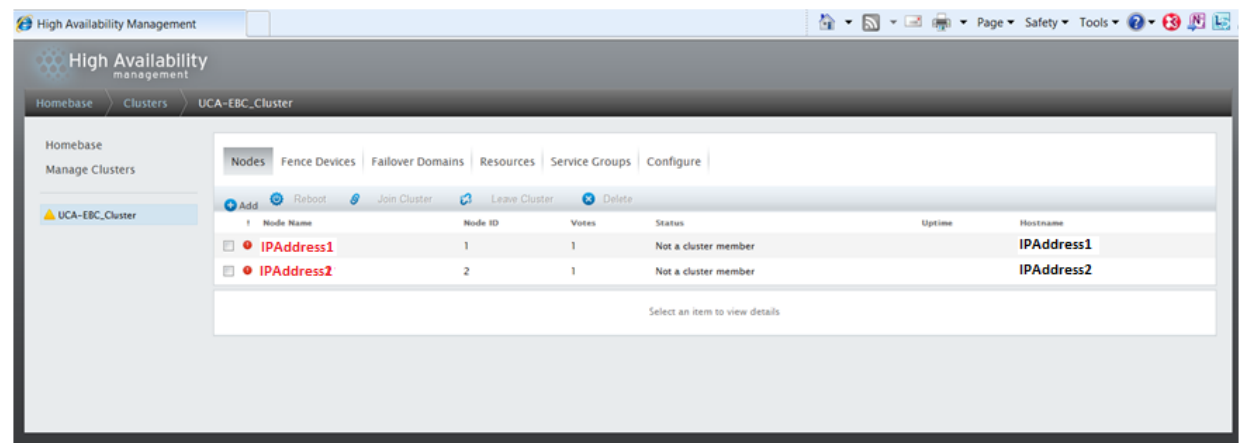 High Availability Management
Page Safety Tools
High Availability
management
Homebase Clusters UCA-EBC_Cluster
Homebase
Manage Clusters
UCA-EBC_Cluster
Nodes Fence Devices Failover Domains Resources Service Groups Configure
Add Reboot Join Cluster Leave Cluster Delete
! Node Name Node ID Votes Status Uptime Hostname
IPAddress1 1 1 Not a cluster member IPAddress1
IPAddress2 2 1 Not a cluster member IPAddress2
Select an item to view details